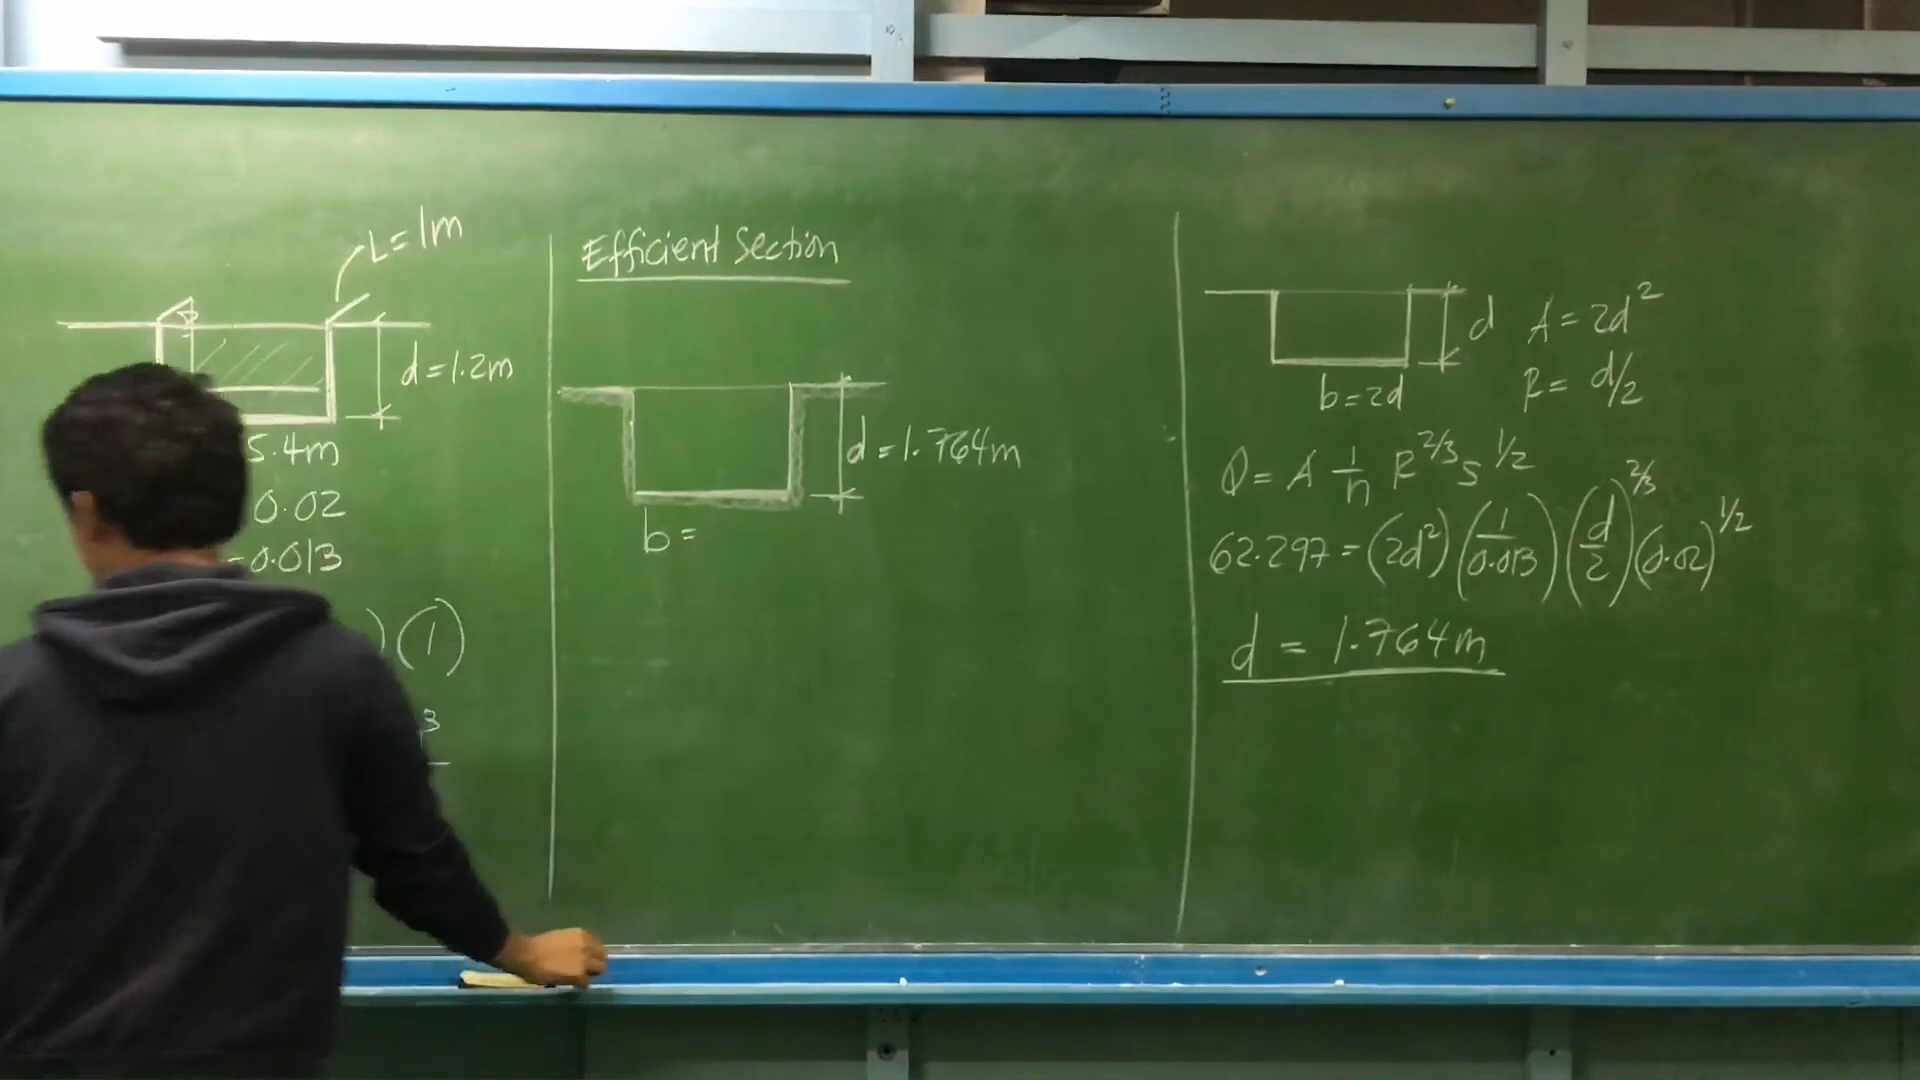 L = 1m
d = 1.2m
5.4m
0.02
=0.013
)(1)
3
Efficient Section
d = 1.764m
b =
d
b = 2d
A = 2d²
R = d/2
Q = A 1/n R^2/3 S^1/2
62.297 = (2d²)(1/0.013)(d/2)^2/3 (0.02)^1/2
d = 1.764m